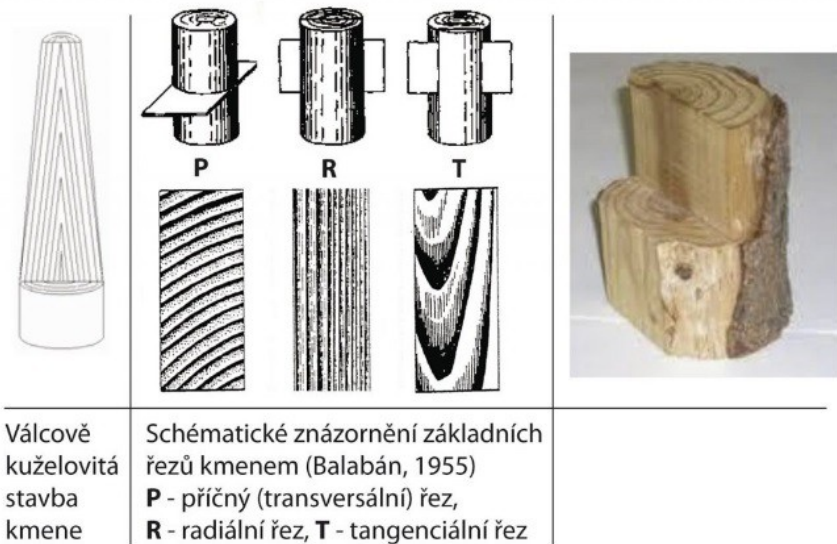 P R T
Válcově
kuželovitá
stavba
kmene
Schématické znázornění základních
řezů kmenem (Balabán, 1955)
P - příčný (transversální) řez,
R - radiální řez, T - tangenciální řez